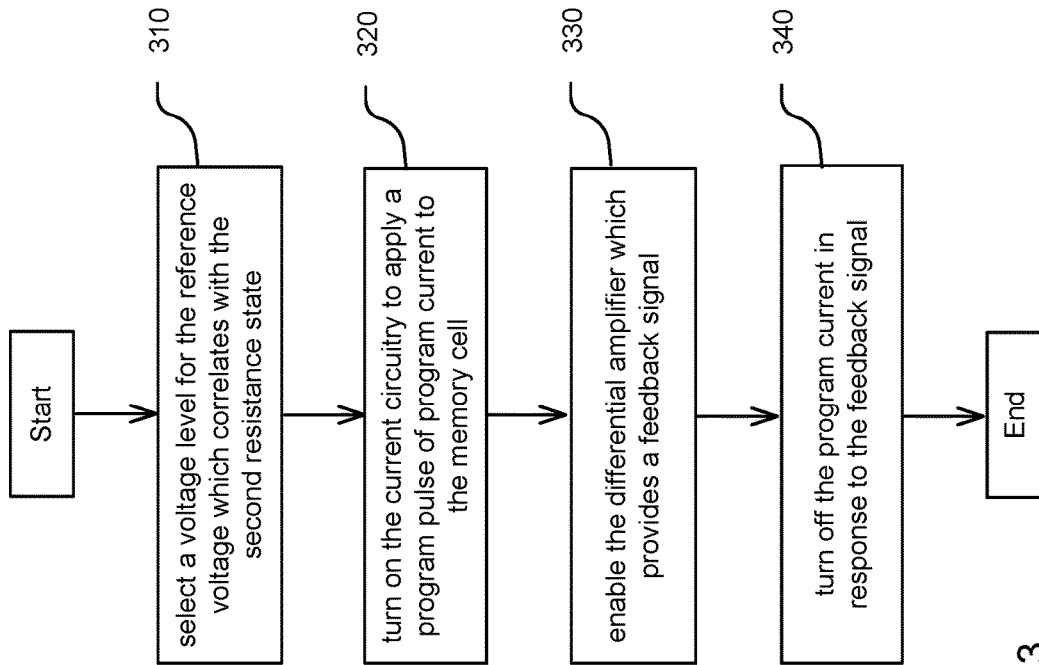 Start
310
select a voltage level for the reference
voltage which correlates with the
second resistance state
320
turn on the current circuitry to apply a
program pulse of program current to
the memory cell
330
enable the differential amplifier which
provides a feedback signal
340
turn off the program current in
response to the feedback signal
End
3